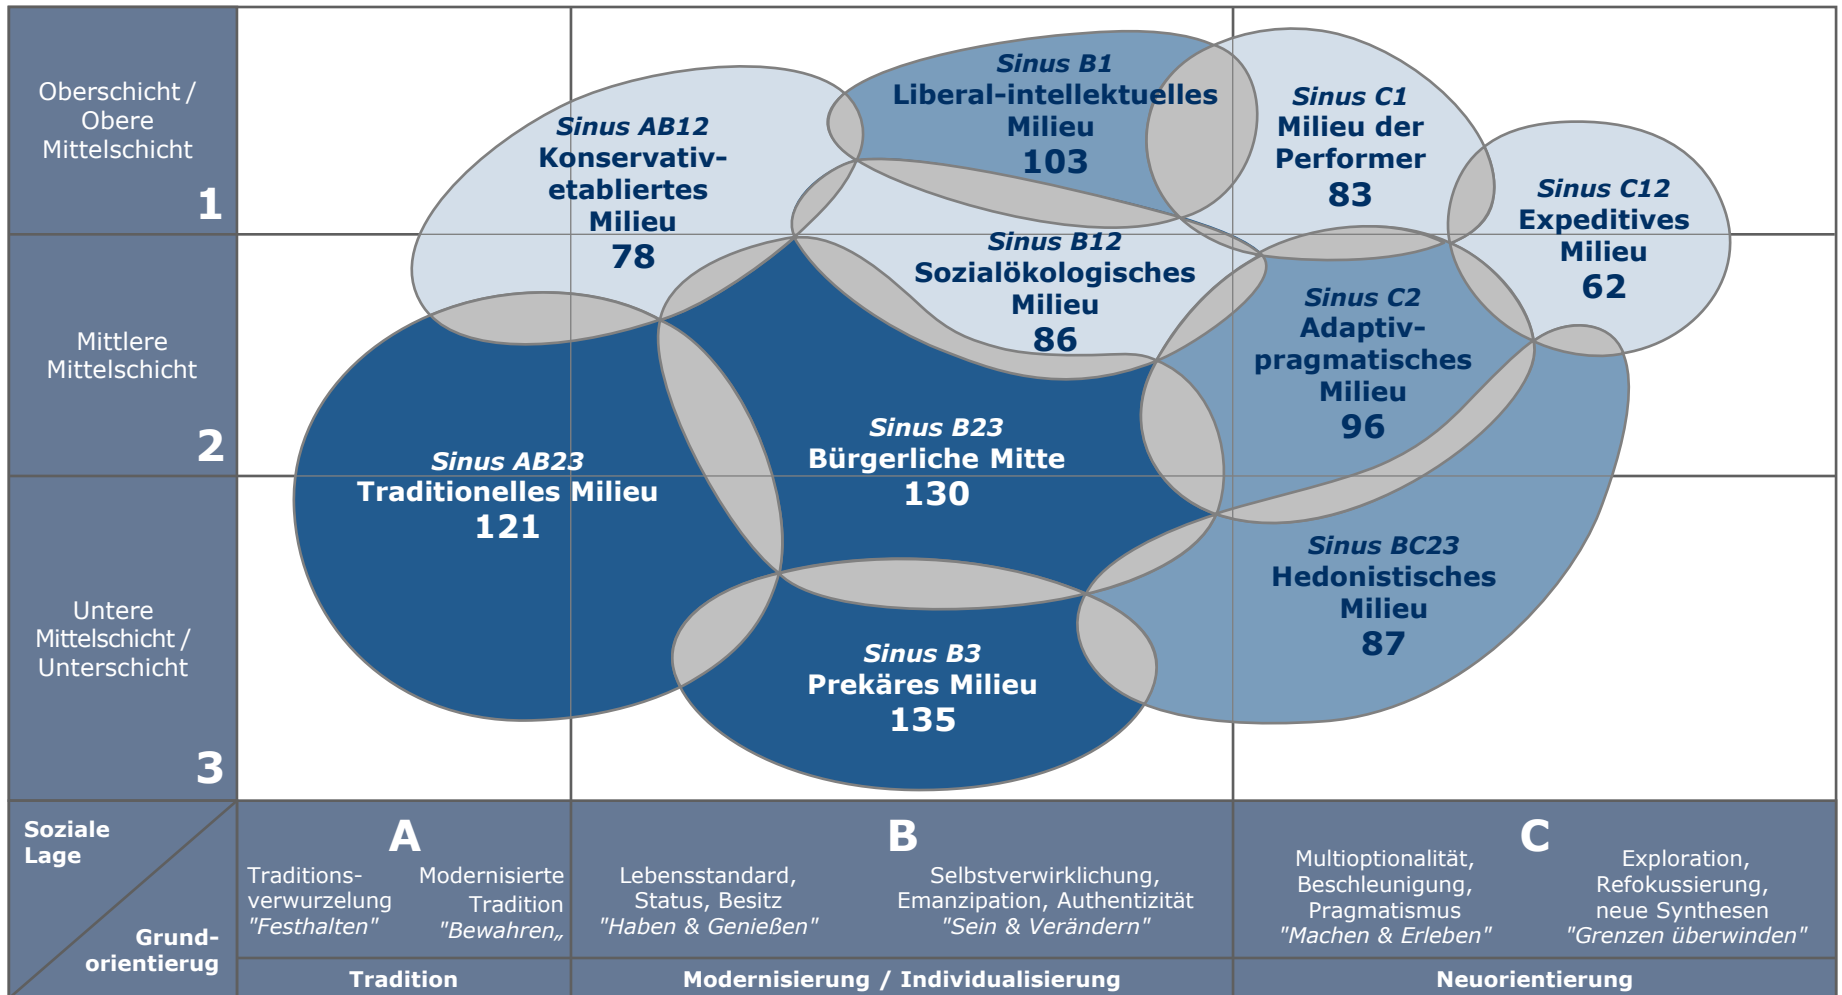 Oberschicht /
Obere
Mittelschicht
1
Mittlere
Mittelschicht
2
Untere
Mittelschicht /
Unterschicht
3
Sinus AB12
Konservativ-
etabliertes
Milieu
78
Sinus B1
Liberal-intellektuelles
Milieu
103
Sinus C1
Milieu der
Performer
83
Sinus C12
Expeditives
Milieu
62
Sinus B12
Sozialökologisches
Milieu
86
Sinus C2
Adaptiv-
pragmatisches
Milieu
96
Sinus AB23
Traditionelles Milieu
121
Sinus B23
Bürgerliche Mitte
130
Sinus BC23
Hedonistisches
Milieu
87
Sinus B3
Prekäres Milieu
135
Soziale
Lage
Grund-
orientierug
A
Traditions-
verwurzelung
"Festhalten"
Modernisierte
Tradition
"Bewahren„
B
Lebensstandard,
Status, Besitz
"Haben & Genießen"
Selbstverwirklichung,
Emanzipation, Authentizität
"Sein & Verändern"
C
Multioptionalität,
Beschleunigung,
Pragmatismus
"Machen & Erleben"
Exploration,
Refokussierung,
neue Synthesen
"Grenzen überwinden"
Tradition
Modernisierung / Individualisierung
Neuorientierung